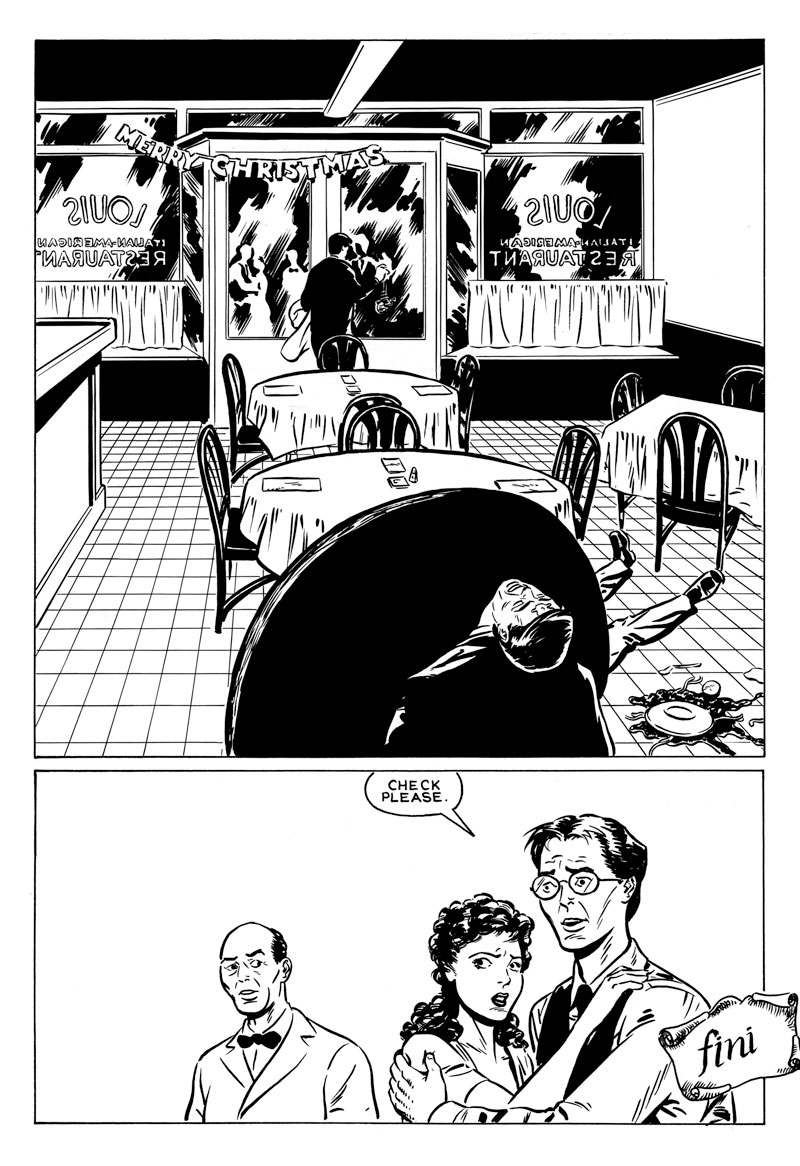 MERRY CHRISTMAS
LOUIS
ITALIAN-AMERICAN
RESTAURANT
LOUIS
ITALIAN-AMERICAN
RESTAURANT
CHECK
PLEASE.
fini